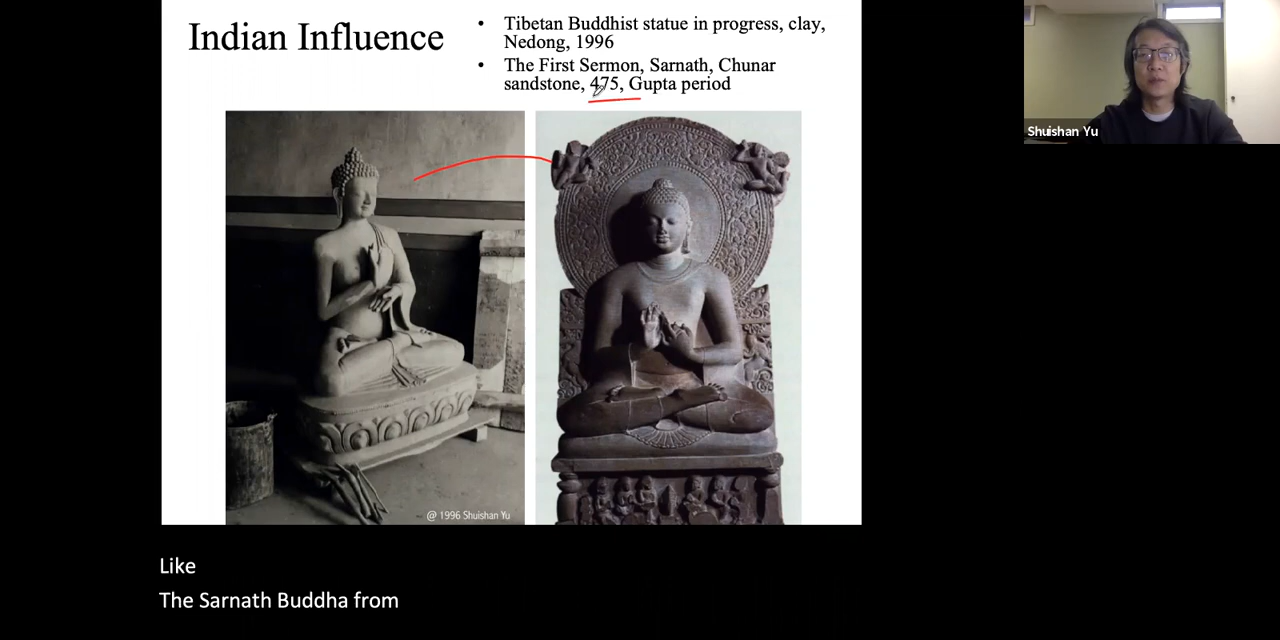 Indian Influence
• Tibetan Buddhist statue in progress, clay,
Nedong, 1996
• The First Sermon, Sarnath, Chunar
sandstone, 475, Gupta period
@ 1996 Shuishan Yu
Shuishan Yu
Like
The Sarnath Buddha from